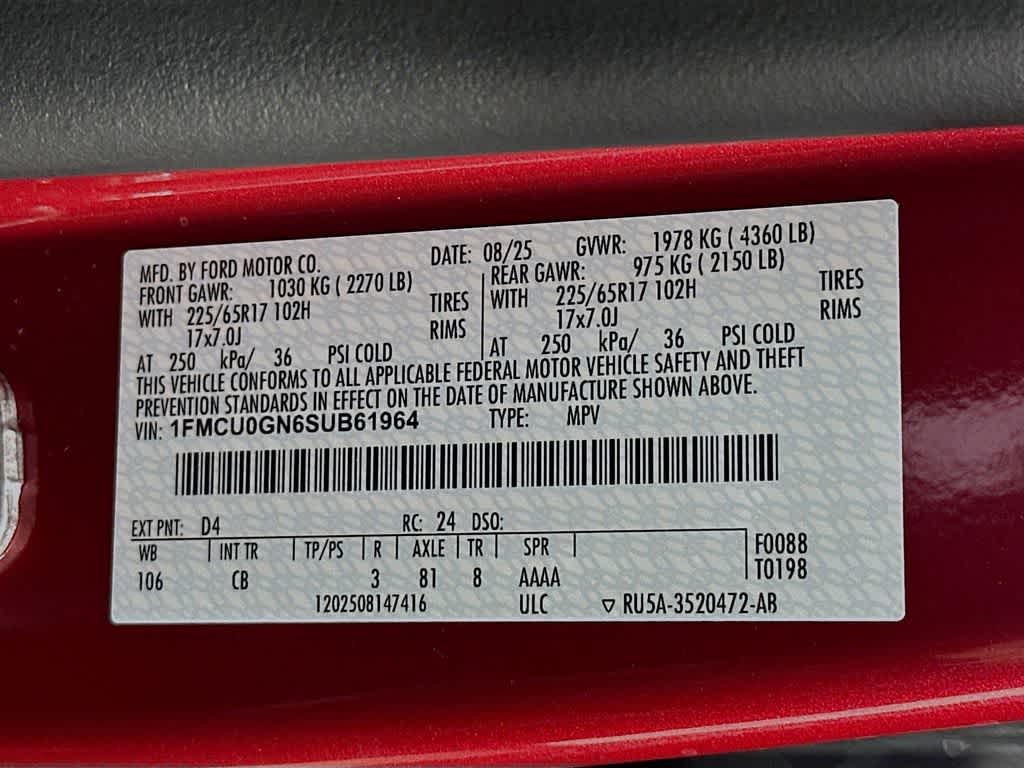 MFD. BY FORD MOTOR CO.
DATE: 08/25 GVWR: 1978 KG ( 4360 LB)
FRONT GAWR: 1030 KG ( 2270 LB)
WITH 225/65R17 102H TIRES
17x7.0J RIMS
AT 250 kPa/ 36 PSI COLD
REAR GAWR: 975 KG ( 2150 LB)
WITH 225/65R17 102H TIRES
17x7.0J RIMS
AT 250 kPa/ 36 PSI COLD
THIS VEHICLE CONFORMS TO ALL APPLICABLE FEDERAL MOTOR VEHICLE SAFETY AND THEFT
PREVENTION STANDARDS IN EFFECT ON THE DATE OF MANUFACTURE SHOWN ABOVE.
VIN: 1FMCU0GN6SUB61964 TYPE: MPV
EXT PNT: D4 RC: 24 DSO:
WB INT TR TP/PS R AXLE TR SPR
106 CB 3 81 8 AAAA
F0088
T0198
1202508147416 ULC ▽ RU5A-3520472-AB